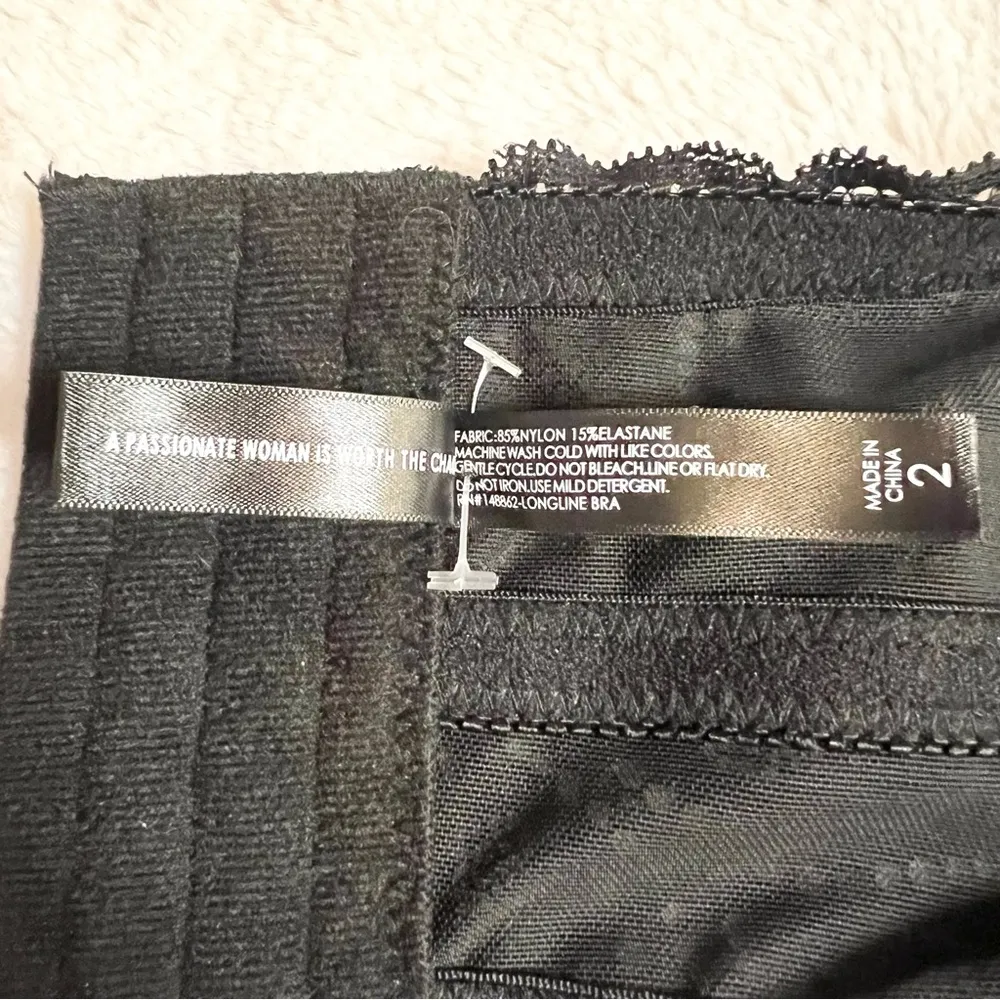 A PASSIONATE WOMAN IS WORTH THE
FABRIC:85%NYLON 15%ELASTANE
MACHINE WASH COLD WITH LIKE COLORS.
GENTLE CYCLE.DO NOT BLEACH.LINE OR FLAT DRY.
DO NOT IRON.USE MILD DETERGENT.
RN#148862-LONGLINE BRA
MADE IN
CHINA
2